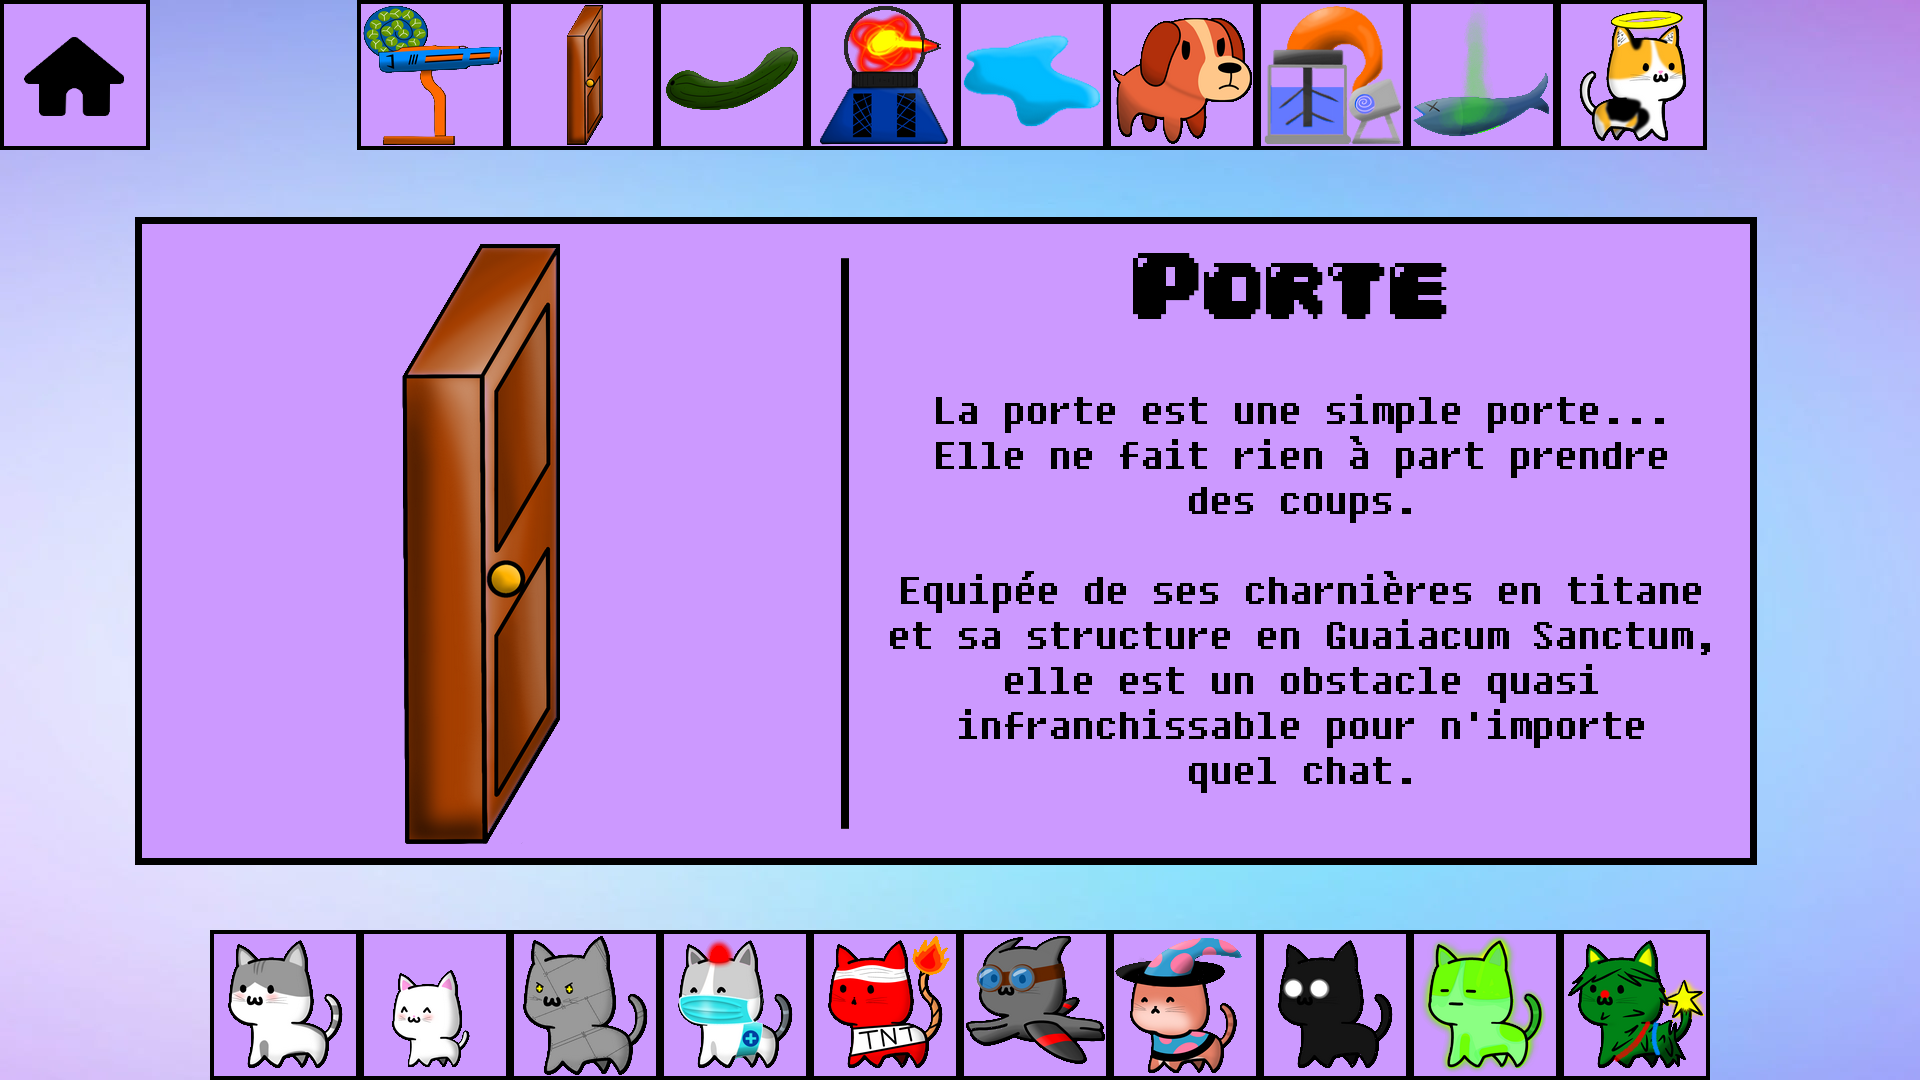 Porte
La porte est une simple porte...
Elle ne fait rien à part prendre
des coups.
Equipée de ses charnières en titane
et sa structure en Guaiacum Sanctum,
elle est un obstacle quasi
infranchissable pour n'importe
quel chat.
TNT